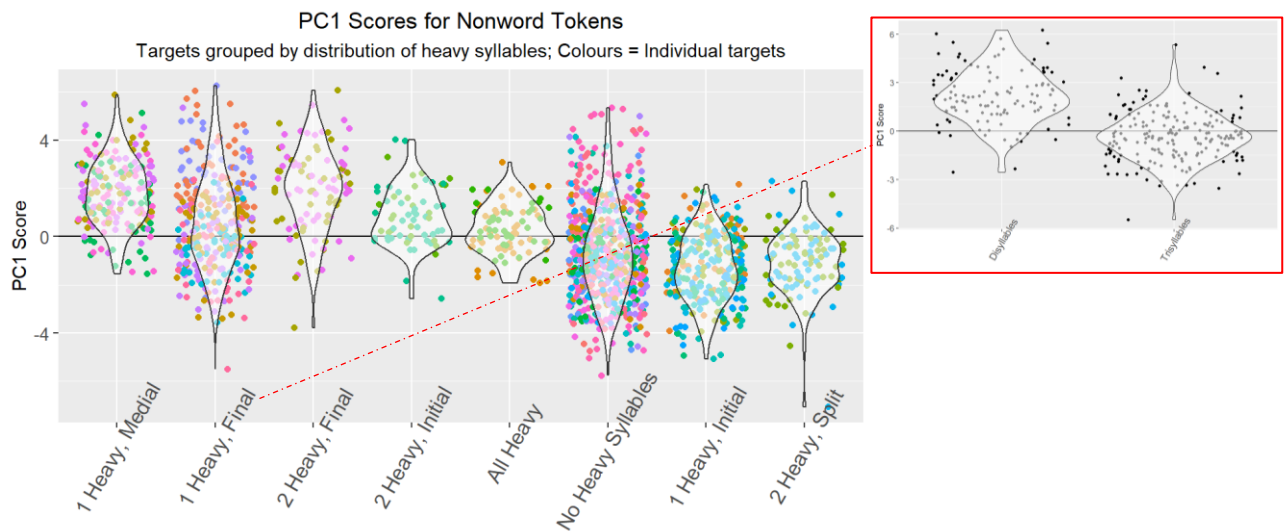 PC1 Scores for Nonword Tokens
Targets grouped by distribution of heavy syllables; Colours = Individual targets
PC1 Score
4
0
-4
1 Heavy, Medial
1 Heavy, Final
2 Heavy, Final
2 Heavy, Initial
All Heavy
No Heavy Syllables
1 Heavy, Initial
2 Heavy, Split
PC1 Score
6
3
0
-3
-6
Disyllables
Trisyllables